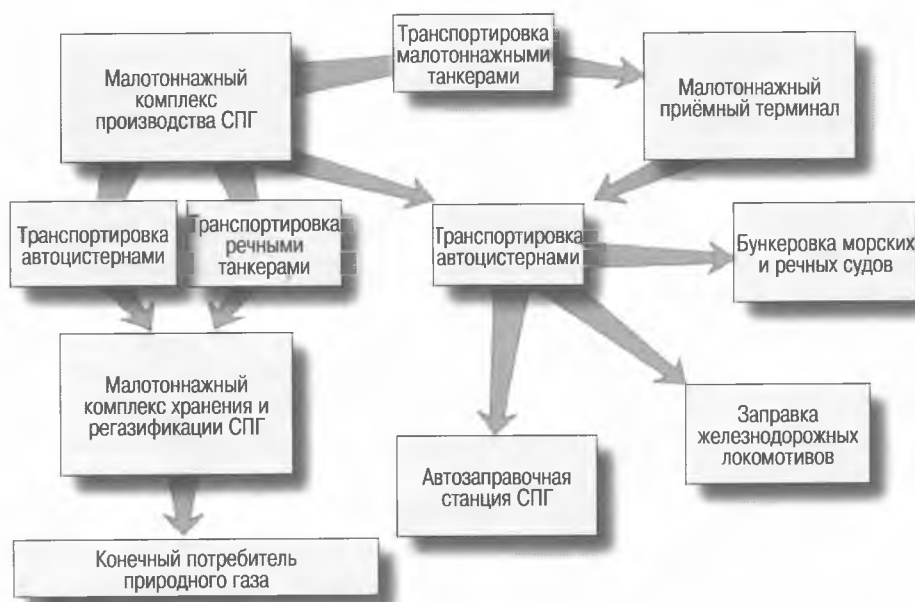 Малотоннажный
комплекс
производства СПГ
Транспортировка
малотоннажными
танкерами
Малотоннажный
приёмный терминал
Транспортировка
автоцистернами
Транспортировка
речными
танкерами
Транспортировка
автоцистернами
Бункеровка морских
и речных судов
Малотоннажный
комплекс хранения и
регазификации СПГ
Автозаправочная
станция СПГ
Заправка
железнодорожных
локомотивов
Конечный потребитель
природного газа